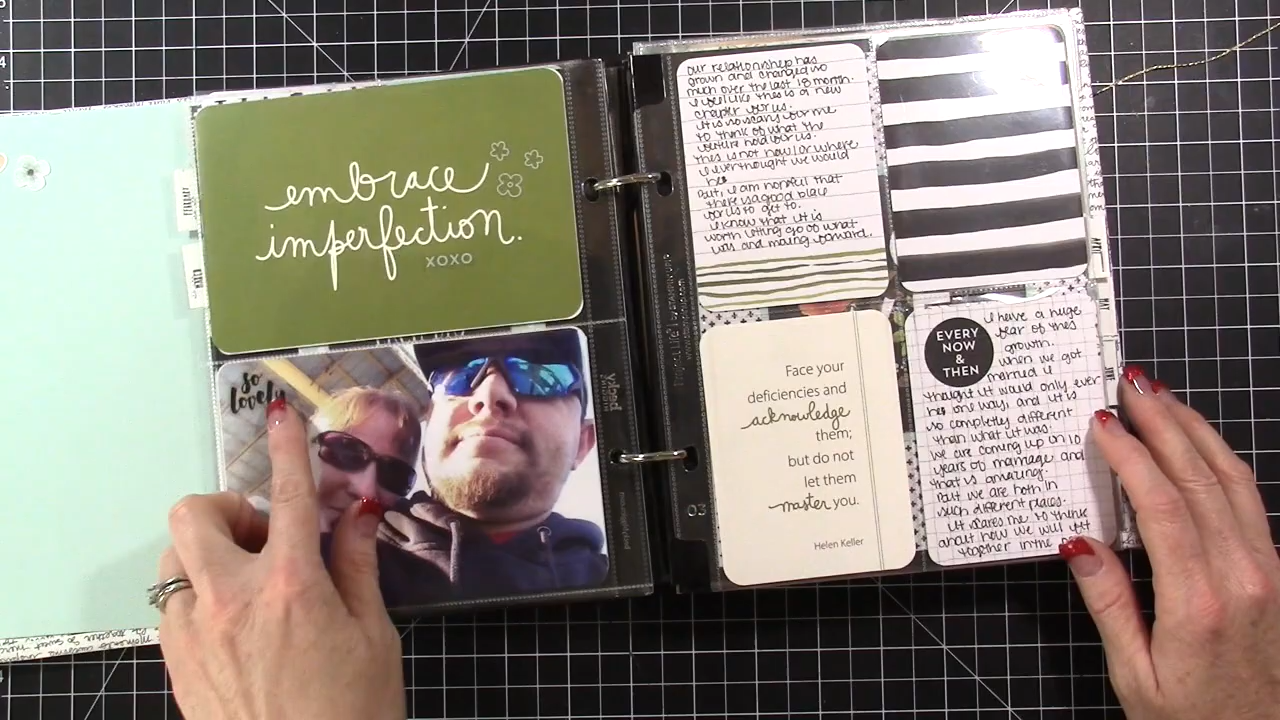 embrace
imperfection.
xoxo
so
lovely
our relationship has
grown and changed so
much over the last 18 month.
i feel like this is a new
chapter for us.
it is so scary for me
to think of what the
future hold for us.
this is not how/or where
i ever thought we would
be.
but, i am hopeful that
there is a good place
for us to get to.
i know that it is
worth letting go of what
was and moving forward.
Face your
deficiencies and
acknowledge
them;
but do not
let them
master you.
Helen Keller
03
EVERY
NOW
&
THEN
i have a huge
fear of this
growth.
when we got
married i
thought it would only ever
be one way, and it is
so completely different
than what it was.
we are coming up on 10
years of marriage and
that is amazing.
but we are both in
such different places.
it scares me to think
about how we will get
together in the